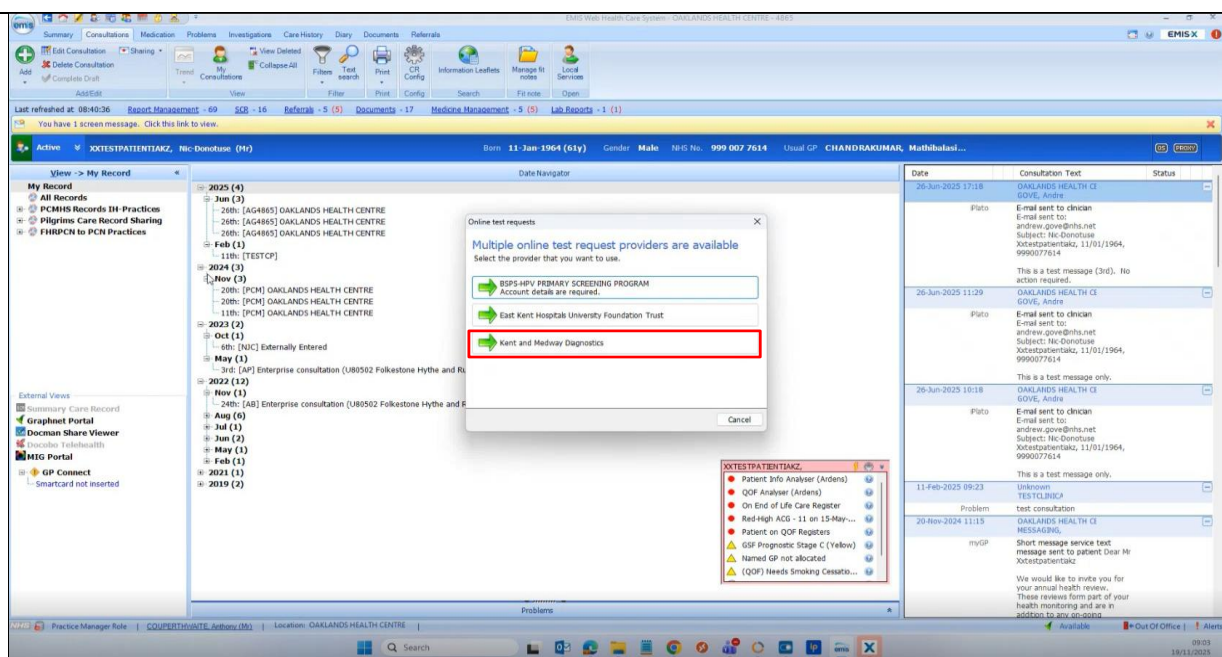 EMIS Web Health Care System - OAKLANDS HEALTH CENTRE - 4865
emis
Summary Consultations Medication Problems Investigations Care History Diary Documents Referrals
EMIS-X
Add
Edit Consultation
Delete Consultation
Complete Draft
Sharing
Add/Edit
Trend
My Consultations
View Deleted
Collapse All
View
Filters
Text search
Filter
Print
Print
CR Config
Config
Information Leaflets
Search
Manage fit notes
Fit note
Local Services
Open
Last refreshed at 08:40:36 Report Management - 69 SCR - 16 Referrals - 5 (5) Documents - 17 Medicine Management - 5 (5) Lab Reports - 1 (1)
You have 1 screen message. Click this link to view.
Active XXTESTPATIENTIAKZ, Nic-Donotuse (Mr) Born 11-Jan-1964 (61y) Gender Male NHS No. 999 007 7614 Usual GP CHANDRAKUMAR, Mathibalasi...
PROXY
View -> My Record
My Record
All Records
PCMHS Records IH-Practices
Pilgrims Care Record Sharing
FHRPCN to PCN Practices
External Views
Summary Care Record
Graphnet Portal
Docman Share Viewer
Docobo Telehealth
MIG Portal
GP Connect
Smartcard not inserted
Date Navigator
2025 (4)
Jun (3)
26th: [AG4865] OAKLANDS HEALTH CENTRE
26th: [AG4865] OAKLANDS HEALTH CENTRE
26th: [AG4865] OAKLANDS HEALTH CENTRE
Feb (1)
11th: [TESTCP]
2024 (3)
Nov (3)
20th: [PCM] OAKLANDS HEALTH CENTRE
20th: [PCM] OAKLANDS HEALTH CENTRE
11th: [PCM] OAKLANDS HEALTH CENTRE
2023 (2)
Oct (1)
6th: [NJC] Externally Entered
May (1)
3rd: [AP] Enterprise consultation (U80502 Folkestone Hythe and Ru
2022 (12)
Nov (1)
24th: [AB] Enterprise consultation (U80502 Folkestone Hythe and R
Aug (6)
Jul (1)
Jun (2)
May (1)
Feb (1)
2021 (1)
2019 (2)
Online test requests
Multiple online test request providers are available
Select the provider that you want to use.
BSPS-HPV PRIMARY SCREENING PROGRAM
Account details are required.
East Kent Hospitals University Foundation Trust
Kent and Medway Diagnostics
Cancel
XXTESTPATIENTIAKZ,
Patient Info Analyser (Ardens)
QOF Analyser (Ardens)
On End of Life Care Register
Red-High ACG - 11 on 15-May-...
Patient on QOF Registers
GSF Prognostic Stage C (Yellow)
Named GP not allocated
(QOF) Needs Smoking Cessatio...
Problems
Date Consultation Text Status
26-Jun-2025 17:18 OAKLANDS HEALTH CE
GOVE, Andre
iPlato E-mail sent to clinician
E-mail sent to:
andrew.gove@nhs.net
Subject: Nic-Donotuse
Xxtestpatientiakz, 11/01/1964,
9990077614
This is a test message (3rd). No
action required.
26-Jun-2025 11:29 OAKLANDS HEALTH CE
GOVE, Andre
iPlato E-mail sent to clinician
E-mail sent to:
andrew.gove@nhs.net
Subject: Nic-Donotuse
Xxtestpatientiakz, 11/01/1964,
9990077614
This is a test message only.
26-Jun-2025 10:18 OAKLANDS HEALTH CE
GOVE, Andre
iPlato E-mail sent to clinician
E-mail sent to:
andrew.gove@nhs.net
Subject: Nic-Donotuse
Xxtestpatientiakz, 11/01/1964,
9990077614
This is a test message only.
11-Feb-2025 09:23 Unknown
TESTCLINICA
Problem test consultation
20-Nov-2024 11:15 OAKLANDS HEALTH CE
MESSAGING,
myGP Short message service text
message sent to patient Dear Mr
Xxtestpatientiakz
We would like to invite you for
your annual health review.
These reviews form part of your
health monitoring and are in
addition to any on-going
Practice Manager Role | COUPERTHWAITE, Anthony (Mr) | Location: OAKLANDS HEALTH CENTRE |
Available Out Of Office | Alerts
Search
emis
09:05
19/11/2025